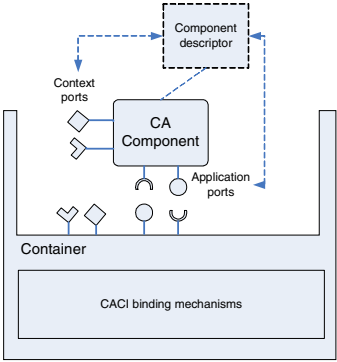 Component
descriptor
Context
ports
CA
Component
Application
ports
Container
CACI binding mechanisms